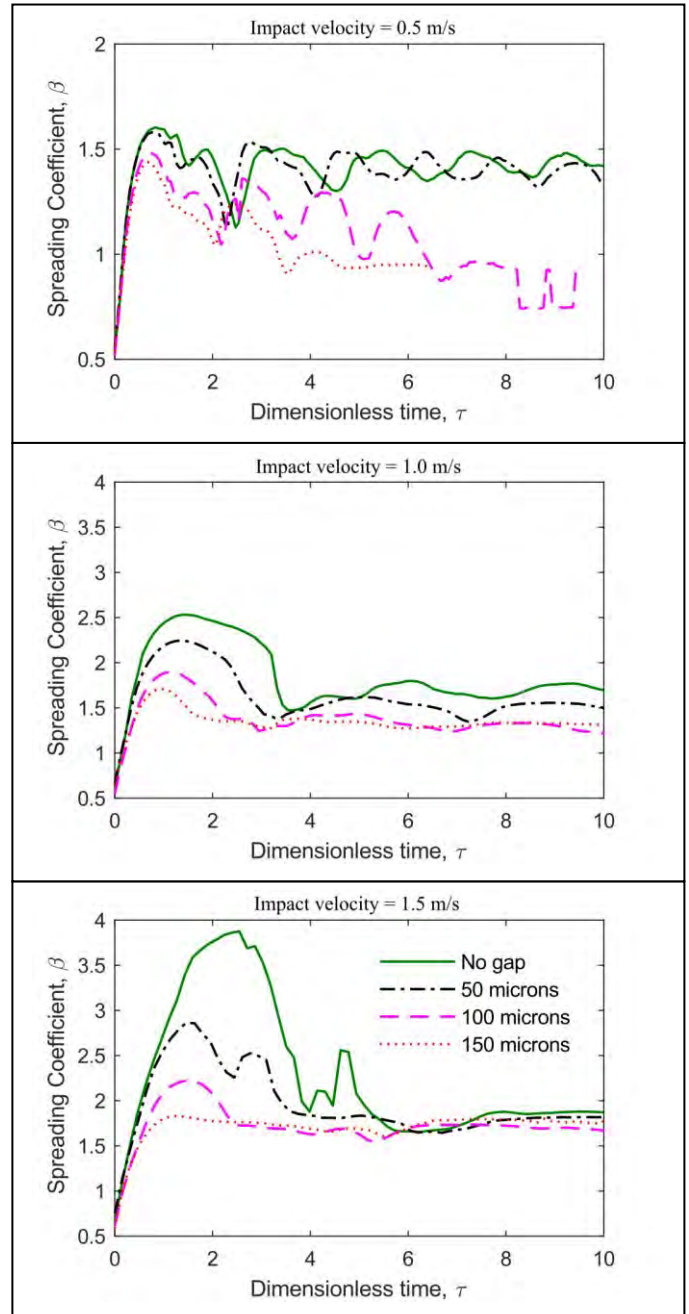 Impact velocity = 0.5 m/s
2
1.5
1
0.5
Spreading Coefficient, β
0 2 4 6 8 10
Dimensionless time, τ
Impact velocity = 1.0 m/s
4
3.5
3
2.5
2
1.5
1
0.5
Spreading Coefficient, β
0 2 4 6 8 10
Dimensionless time, τ
Impact velocity = 1.5 m/s
4
3.5
3
2.5
2
1.5
1
0.5
Spreading Coefficient, β
No gap
50 microns
100 microns
150 microns
0 2 4 6 8 10
Dimensionless time, τ